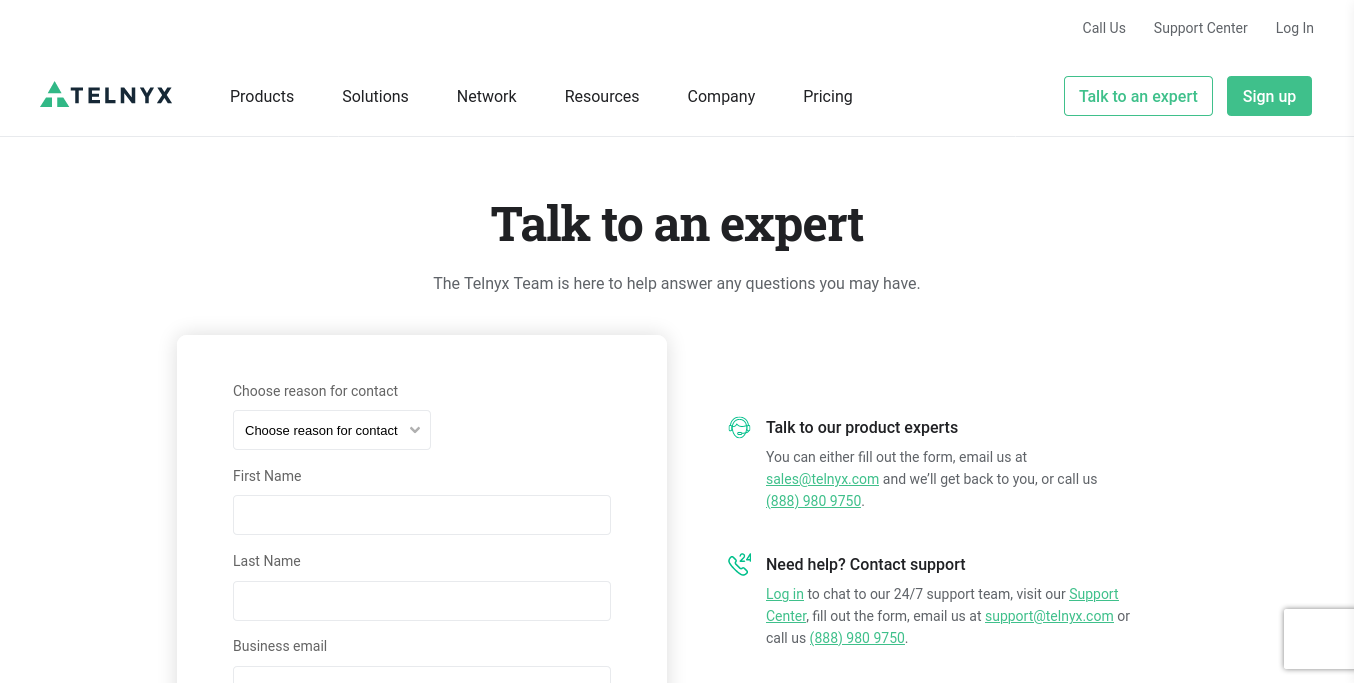 Call Us Support Center Log In
TELNYX Products Solutions Network Resources Company Pricing Talk to an expert Sign up
Talk to an expert
The Telnyx Team is here to help answer any questions you may have.
Choose reason for contact
Choose reason for contact
First Name
Last Name
Business email
Talk to our product experts
You can either fill out the form, email us at
sales@telnyx.com and we’ll get back to you, or call us
(888) 980 9750.
24
Need help? Contact support
Log in to chat to our 24/7 support team, visit our Support
Center, fill out the form, email us at support@telnyx.com or
call us (888) 980 9750.